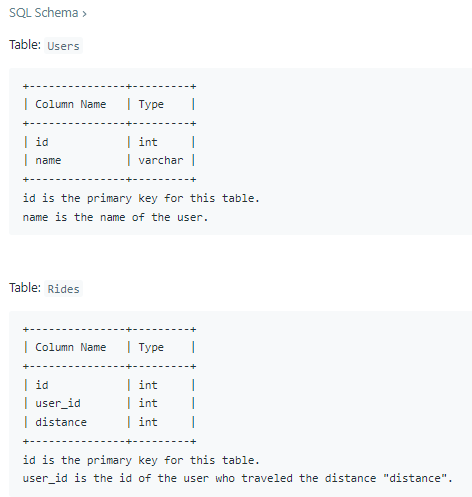 SQL Schema ›
Table: Users
+---------------+---------+
| Column Name   | Type    |
+---------------+---------+
| id            | int     |
| name          | varchar |
+---------------+---------+
id is the primary key for this table.
name is the name of the user.
Table: Rides
+---------------+---------+
| Column Name   | Type    |
+---------------+---------+
| id            | int     |
| user_id       | int     |
| distance      | int     |
+---------------+---------+
id is the primary key for this table.
user_id is the id of the user who traveled the distance "distance".